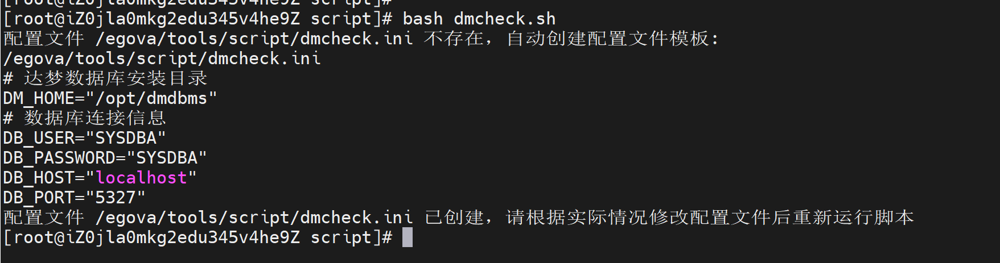 [root@iZ0jla0mkg2edu345v4he9Z script]#
[root@iZ0jla0mkg2edu345v4he9Z script]# bash dmcheck.sh
配置文件 /egova/tools/script/dmcheck.ini 不存在，自动创建配置文件模板:
/egova/tools/script/dmcheck.ini
# 达梦数据库安装目录
DM_HOME="/opt/dmdbms"
# 数据库连接信息
DB_USER="SYSDBA"
DB_PASSWORD="SYSDBA"
DB_HOST="localhost"
DB_PORT="5327"
配置文件 /egova/tools/script/dmcheck.ini 已创建，请根据实际情况修改配置文件后重新运行脚本
[root@iZ0jla0mkg2edu345v4he9Z script]#